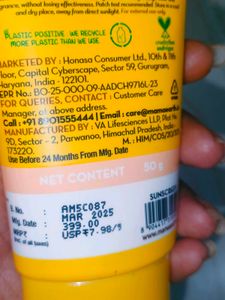 grance, without losing effectiveness. Patch test recommended. Store in a cool
and dry place, away from direct sunlight. For external use only.
PLASTIC POSITIVE. WE RECYCLE
MORE PLASTIC THAN WE USE.
MARKETED BY : Honasa Consumer Ltd., 10th & 11th
Floor, Capital Cyberscape, Sector 59, Gurugram,
Haryana, India - 122101.
EPR No.: BO-25-000-09-AADCH9716L-23
FOR QUERIES, CONTACT : Customer Care
Manager, at above address.
Call : +91 8901555444 | Email : care@mamaearth
MANUFACTURED BY : VA Lifesciences LLP, Plot No.
9D, Sector - 2, Parwanoo, Himachal Pradesh, India
173220. M.L. : HIM/COS/20/
Use Before 24 Months From Mfg. Date
NET CONTENT 50 g
B. No. : AM5C087
Mfg. Date : MAR 2025
MRP₹ : 399.00
(Incl. of all taxes) USP₹7.98/g
SUNSCREEN